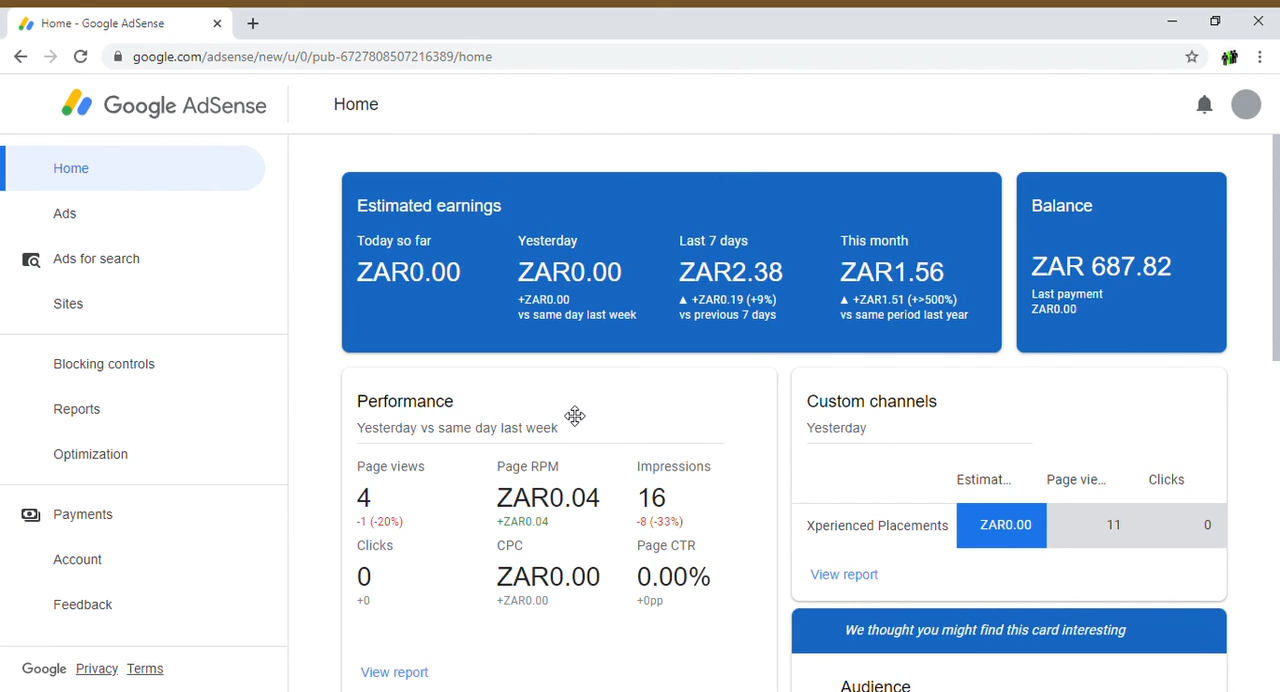 Home - Google AdSense
google.com/adsense/new/u/0/pub-6727808507216389/home
Google AdSense
Home
Home
Ads
Ads for search
Sites
Blocking controls
Reports
Optimization
Payments
Account
Feedback
Google Privacy Terms
Estimated earnings
Today so far Yesterday Last 7 days This month
ZAR0.00 ZAR0.00 ZAR2.38 ZAR1.56
+ZAR0.00 ▲ +ZAR0.19 (+9%) ▲ +ZAR1.51 (+>500%)
vs same day last week vs previous 7 days vs same period last year
Balance
ZAR 687.82
Last payment
ZAR0.00
Performance
Yesterday vs same day last week
Page views Page RPM Impressions
4 ZAR0.04 16
-1 (-20%) +ZAR0.04 -8 (-33%)
Clicks CPC Page CTR
0 ZAR0.00 0.00%
+0 +ZAR0.00 +0pp
View report
Custom channels
Yesterday
Estimat... Page vie... Clicks
Xperienced Placements ZAR0.00 11 0
View report
We thought you might find this card interesting
Audience